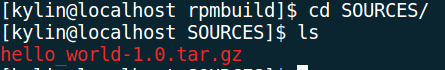 [kylin@localhost rpmbuild]$ cd SOURCES/
[kylin@localhost SOURCES]$ ls
hello_world-1.0.tar.gz